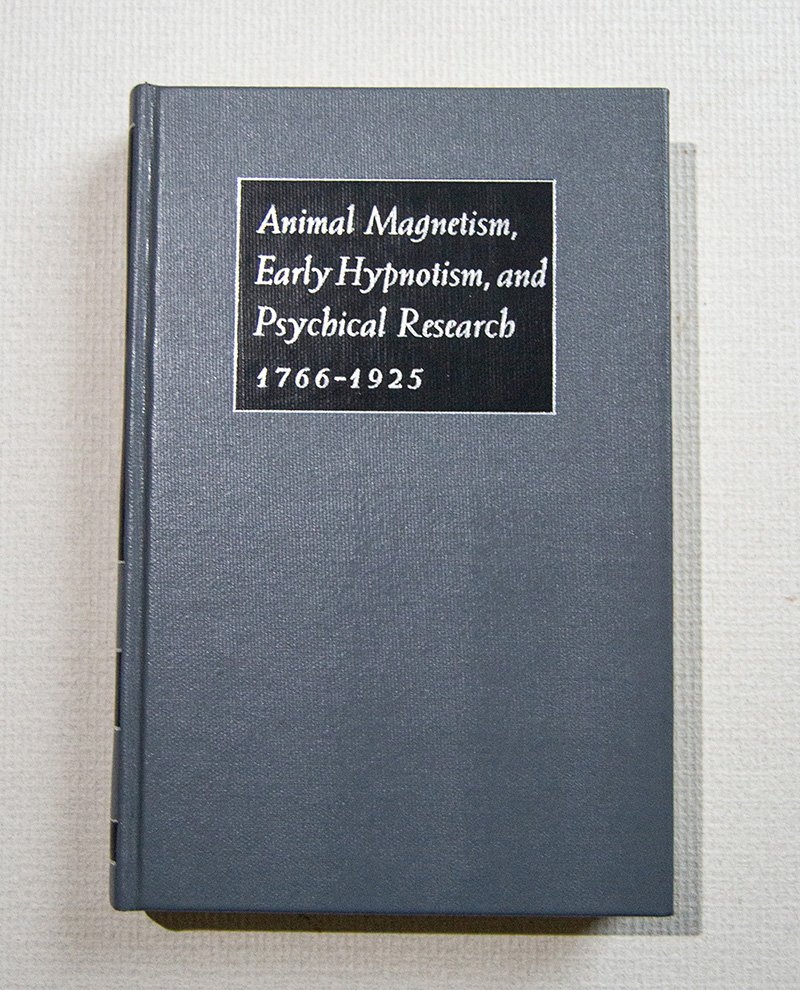 Animal Magnetism,
Early Hypnotism, and
Psychical Research
1766-1925